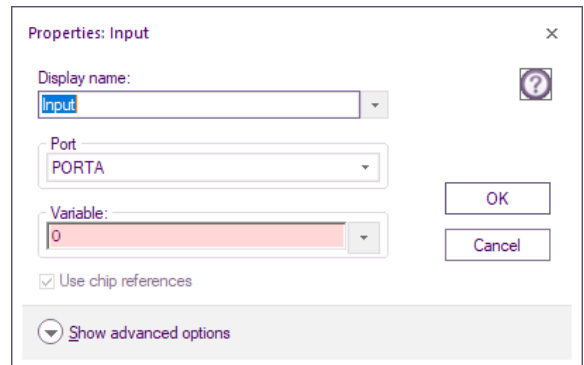 Properties: Input
Display name:
Input
Port
PORTA
Variable:
0
OK
Cancel
Use chip references
Show advanced options